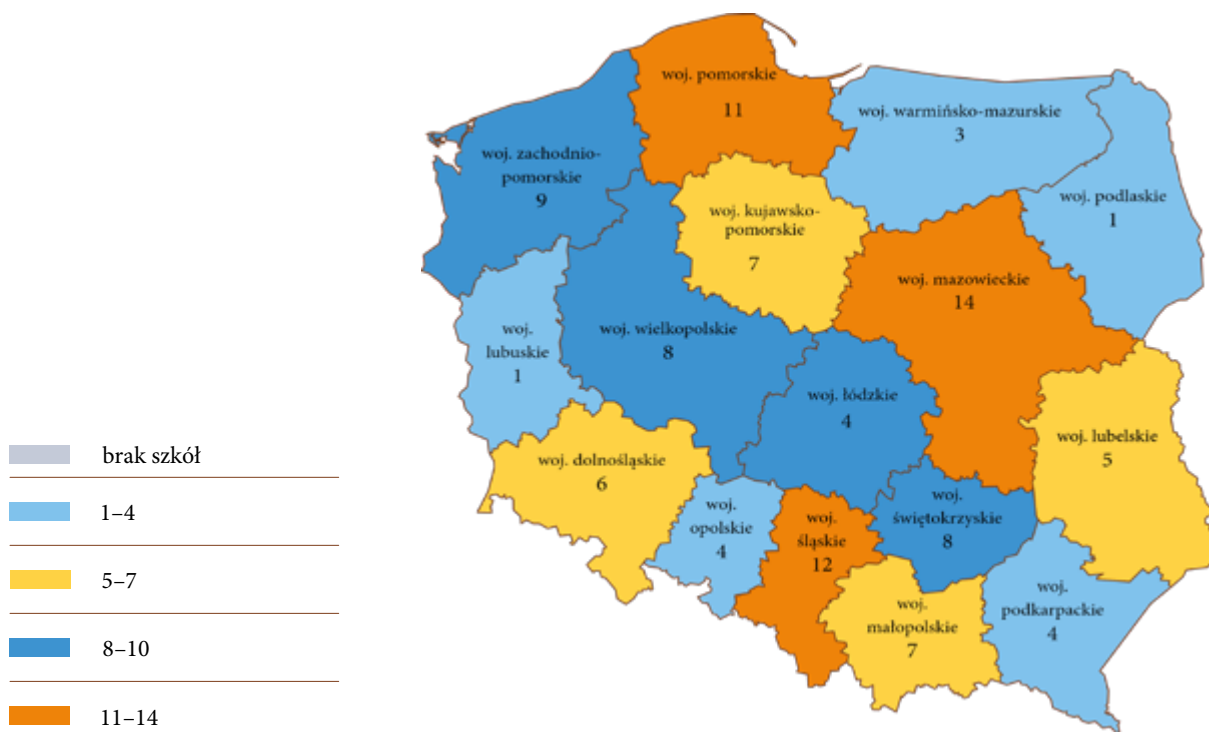 brak szkół
1–4
5–7
8–10
11–14
woj. pomorskie
11
woj. warmińsko-mazurskie
3
woj. zachodnio-
pomorskie
9
woj. podlaskie
1
woj. kujawsko-
pomorskie
7
woj. mazowieckie
14
woj. wielkopolskie
8
woj.
lubuskie
1
woj. łódzkie
4
woj. lubelskie
5
woj. dolnośląskie
6
woj.
opolskie
4
woj.
śląskie
12
woj.
świętokrzyskie
8
woj.
małopolskie
7
woj.
podkarpackie
4